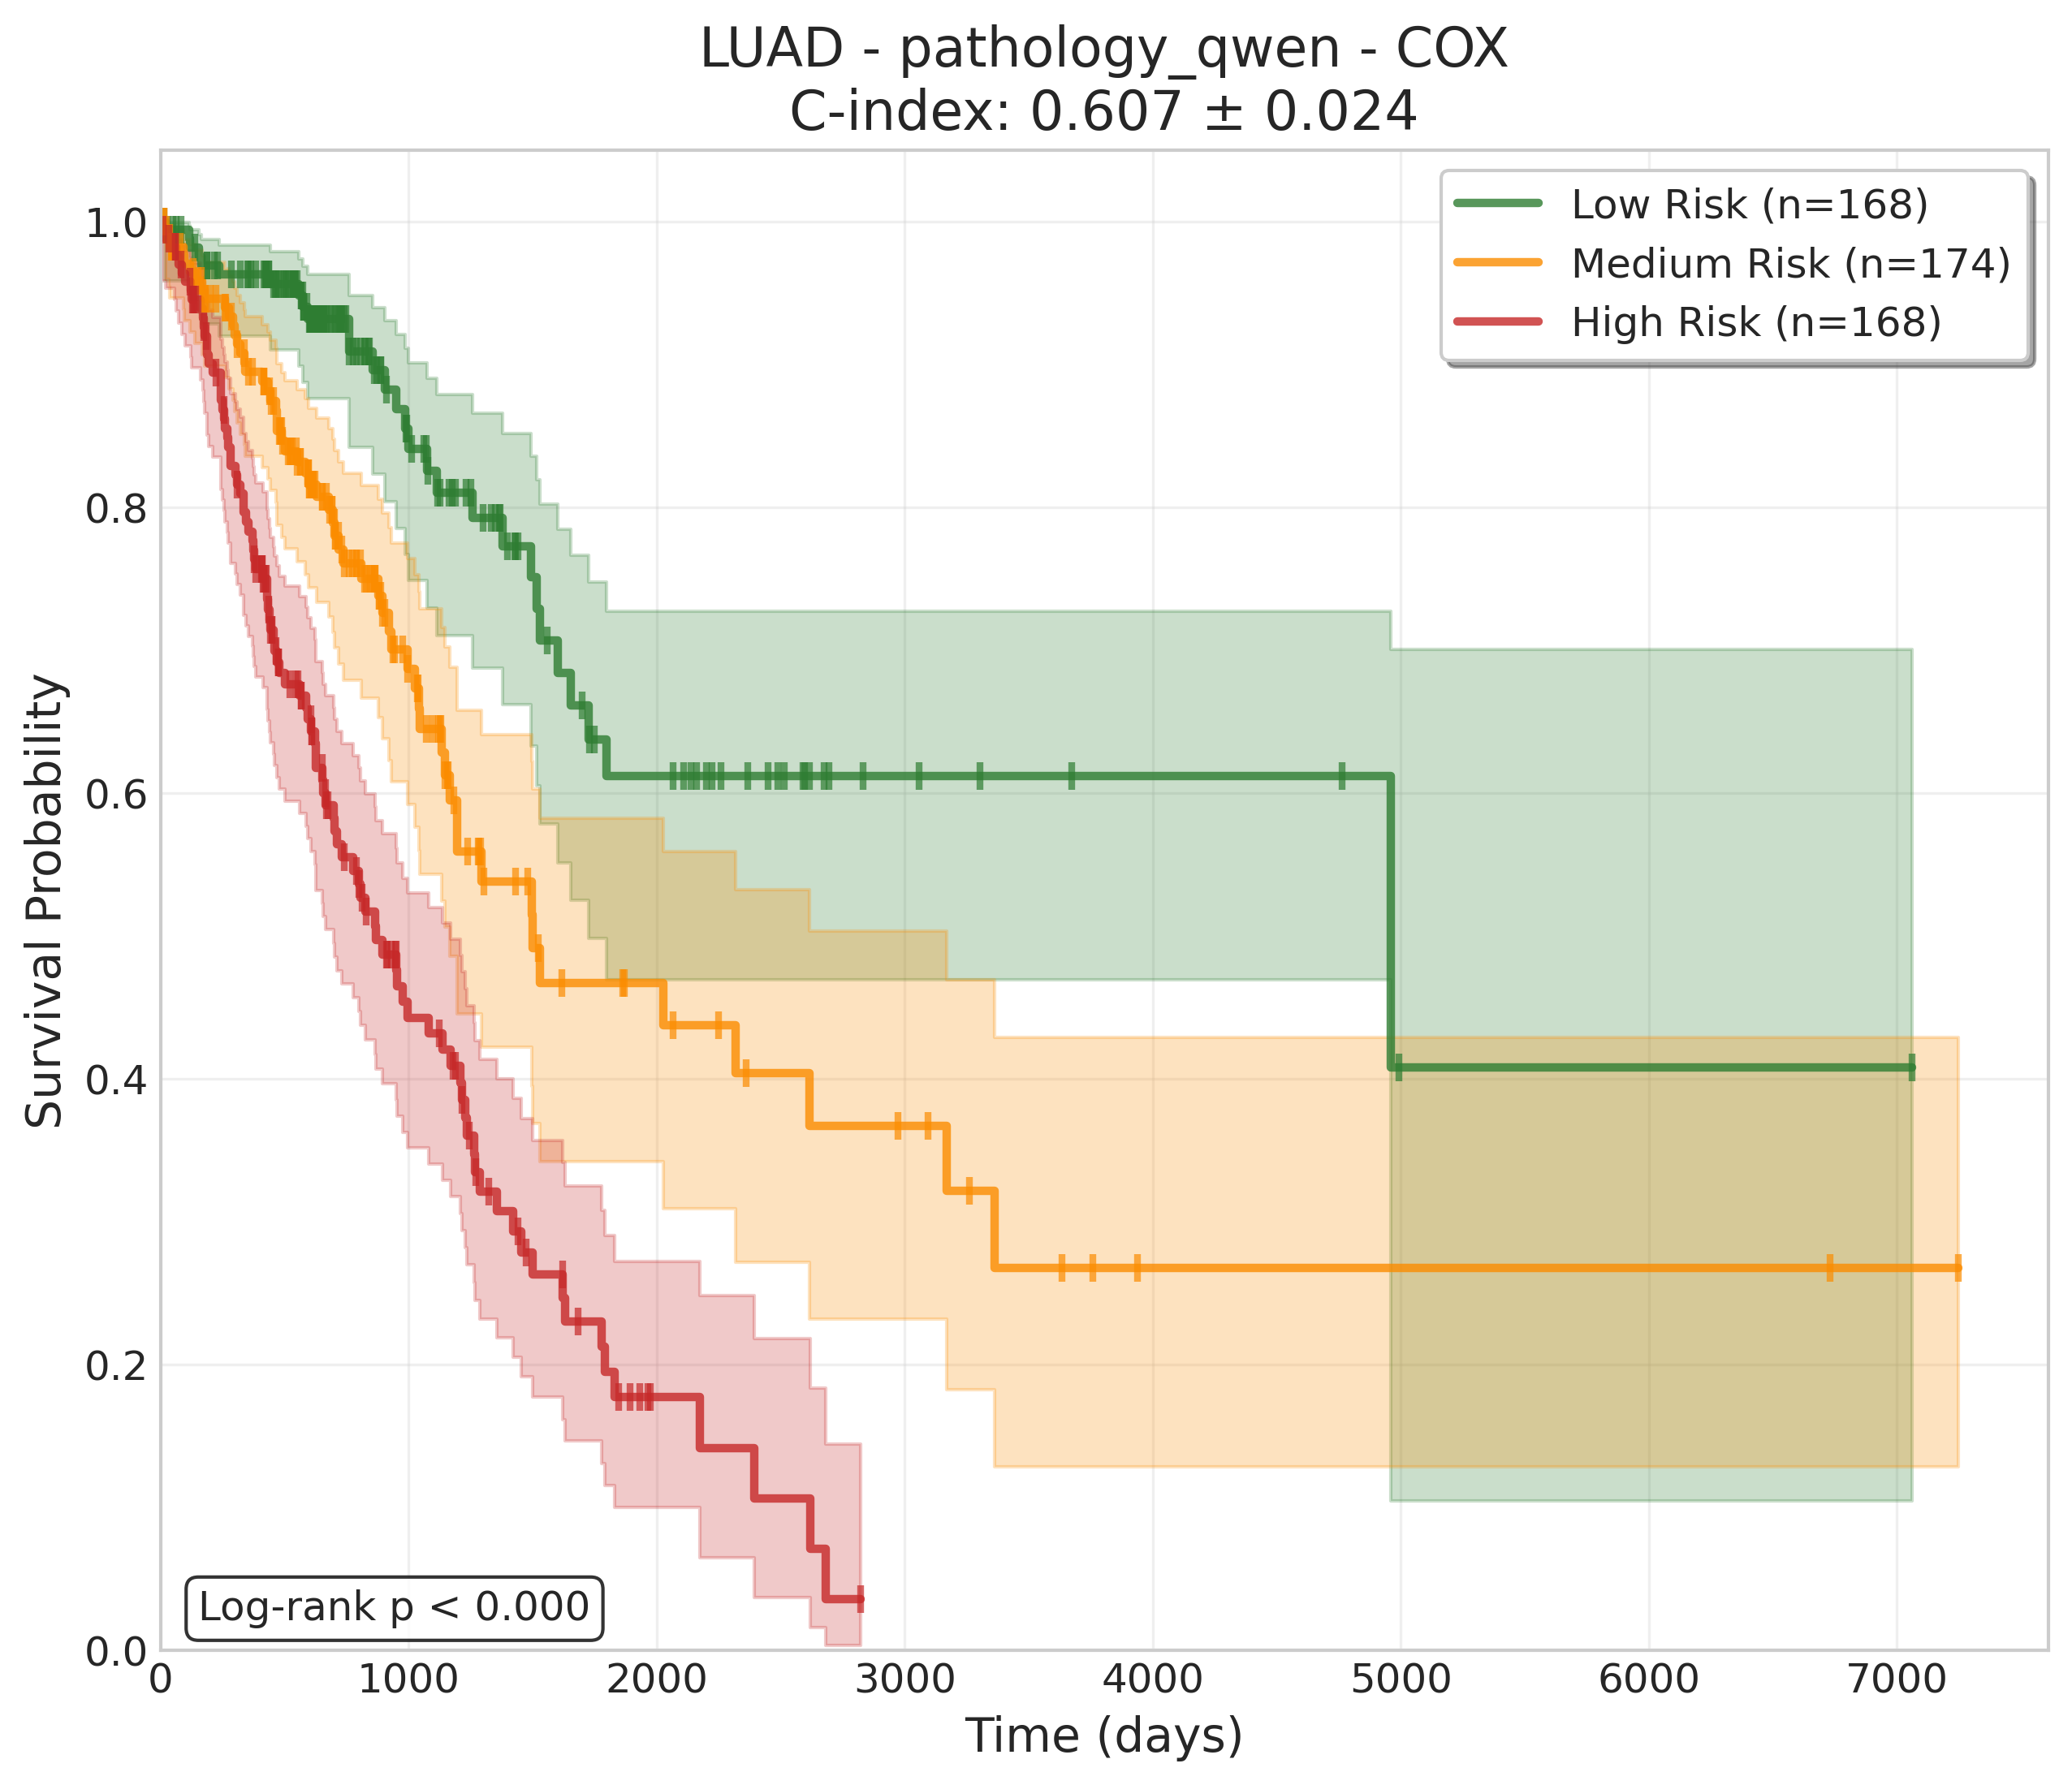 LUAD - pathology_qwen - COX
C-index: 0.607 ± 0.024
Low Risk (n=168)
Medium Risk (n=174)
High Risk (n=168)
Survival Probability
1.0
0.8
0.6
0.4
0.2
0.0
Log-rank p < 0.000
0 1000 2000 3000 4000 5000 6000 7000
Time (days)